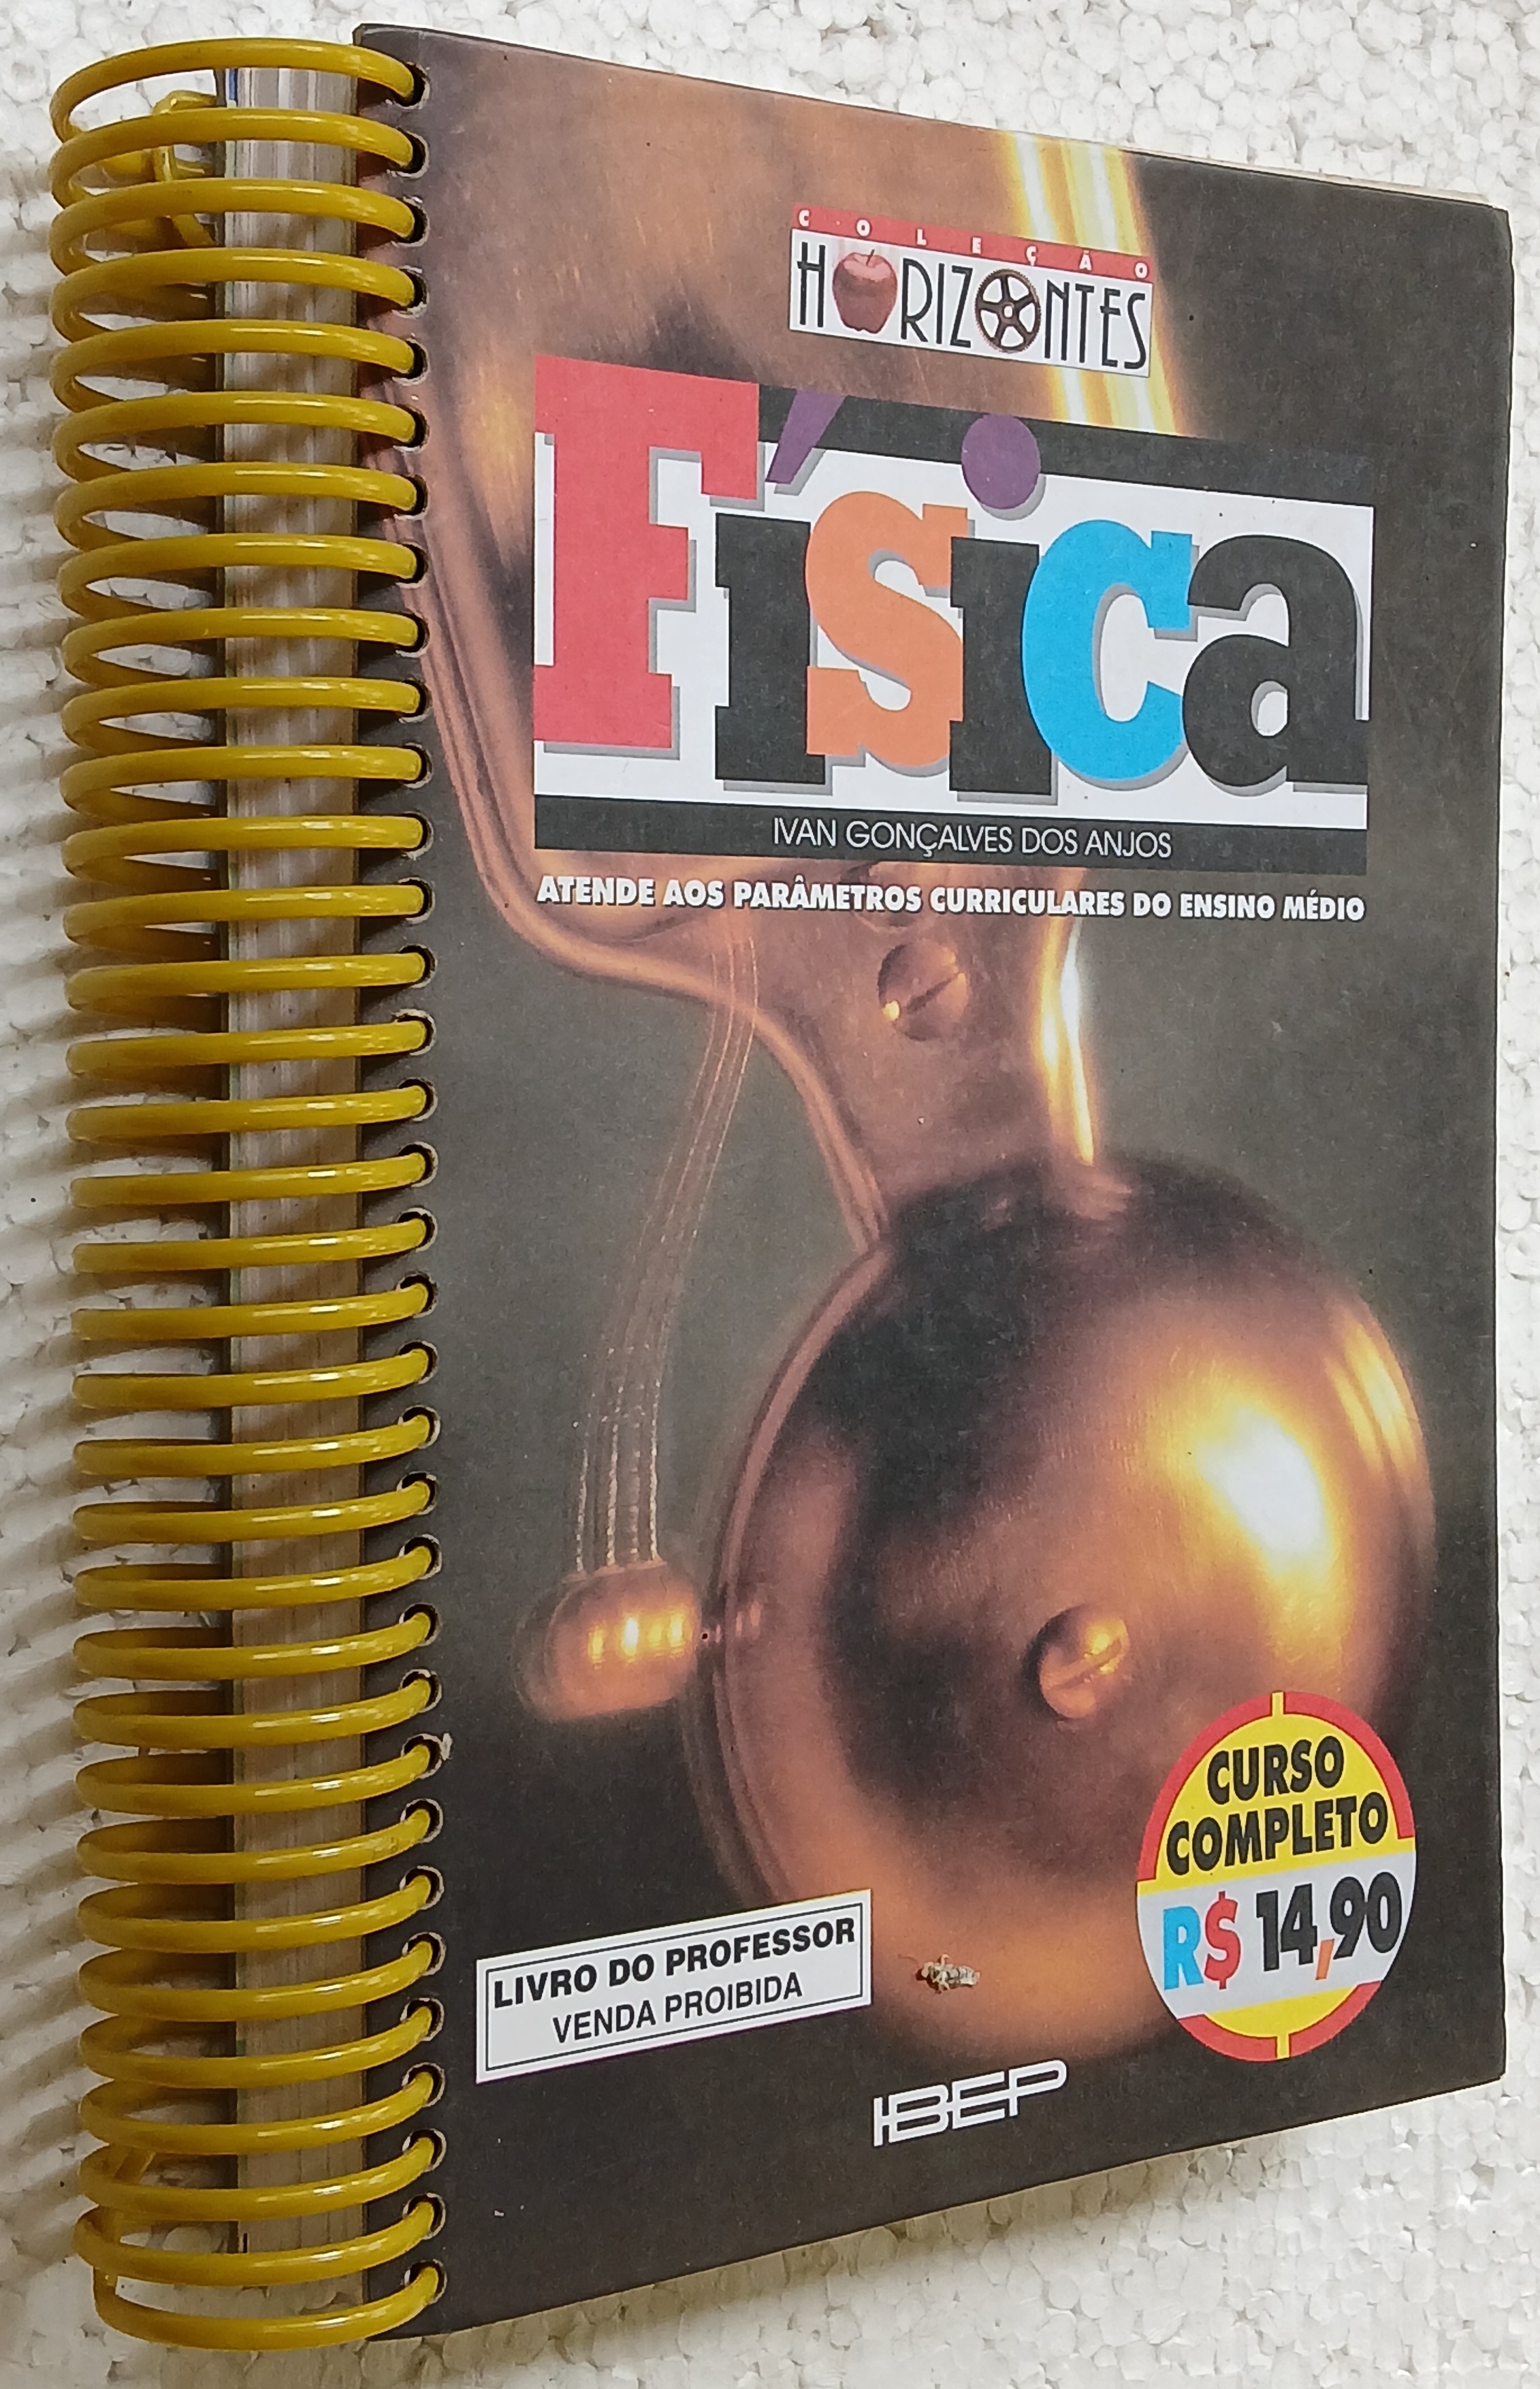 COLEÇÃO
HORIZONTES
Física
IVAN GONÇALVES DOS ANJOS
ATENDE AOS PARÂMETROS CURRICULARES DO ENSINO MÉDIO
CURSO
COMPLETO
R$ 14,90
LIVRO DO PROFESSOR
VENDA PROIBIDA
IBEP